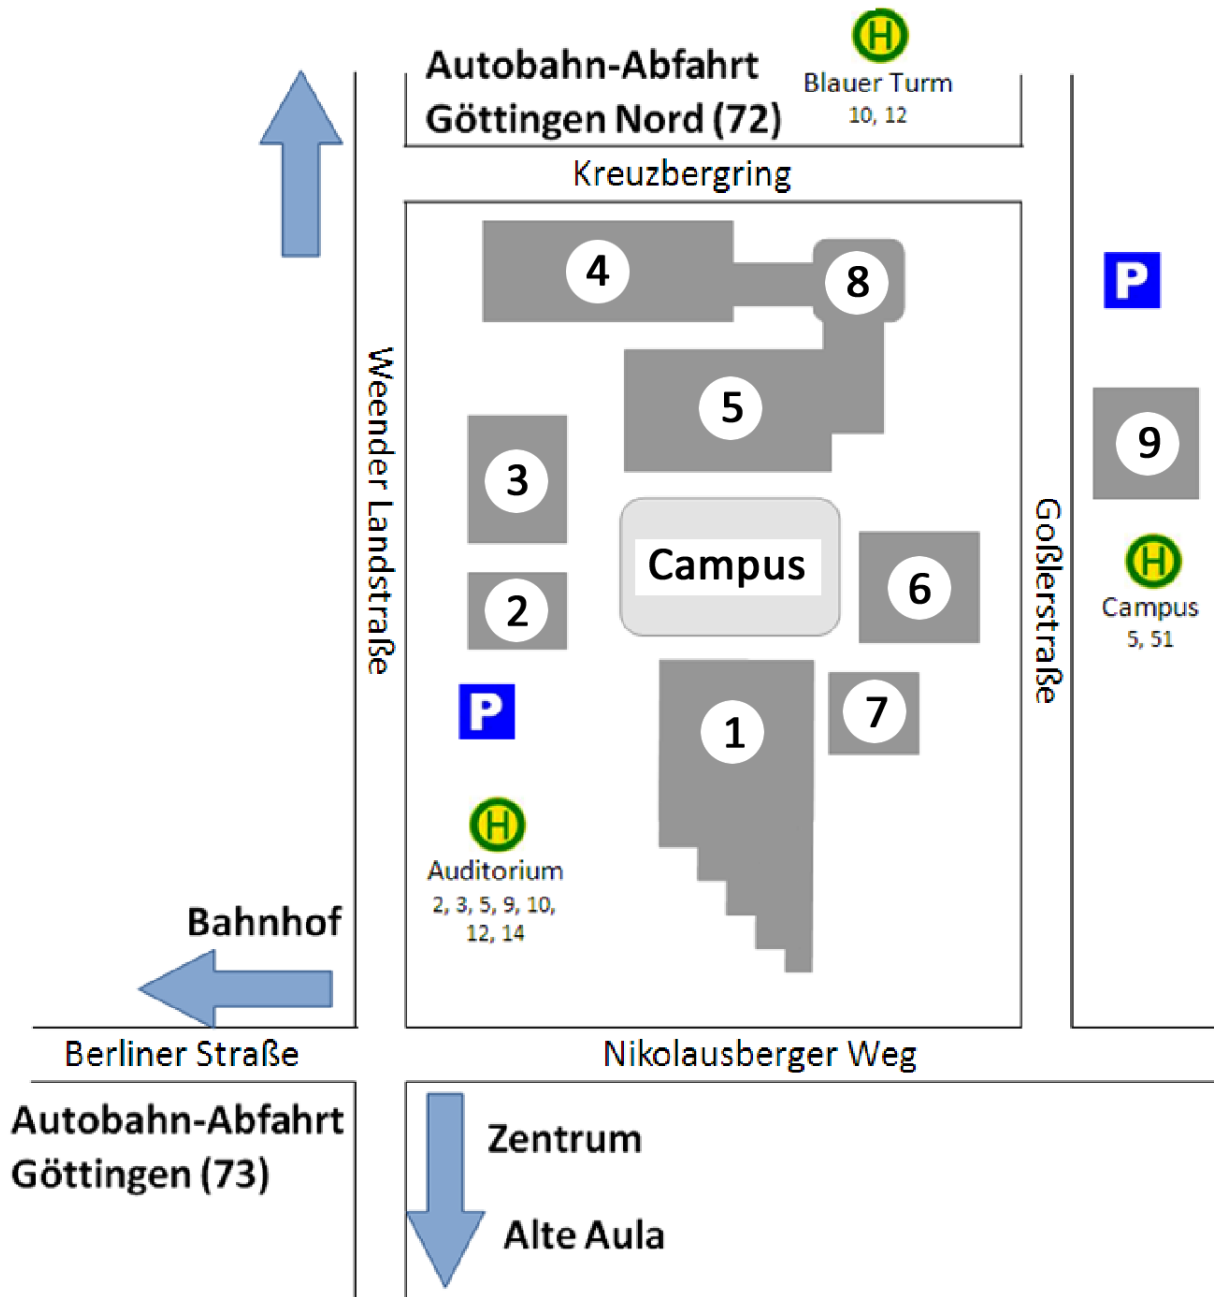 Autobahn-Abfahrt
Göttingen Nord (72)
H
Blauer Turm
10, 12
Kreuzbergring
4
8
P
Weender Landstraße
5
9
3
Campus
Goßlerstraße
H
Campus
5, 51
6
2
P
1
7
H
Auditorium
2, 3, 5, 9, 10,
12, 14
Bahnhof
Berliner Straße
Nikolausberger Weg
Autobahn-Abfahrt
Göttingen (73)
Zentrum
Alte Aula